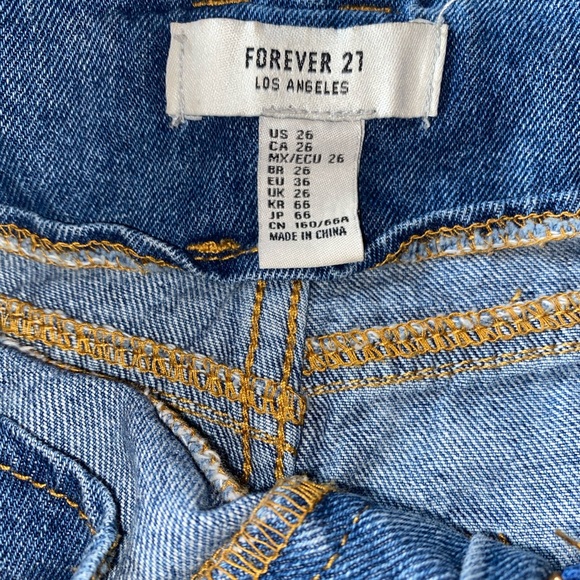 FOREVER 21
LOS ANGELES
US 26
CA 26
MX/ECU 26
BR 26
EU 36
UK 26
KR 66
JP 66
CN 160/66A
MADE IN CHINA